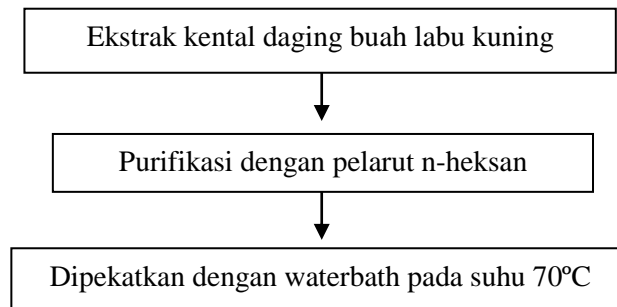 Ekstrak kental daging buah labu kuning
Purifikasi dengan pelarut n-heksan
Dipekatkan dengan waterbath pada suhu 70ºC